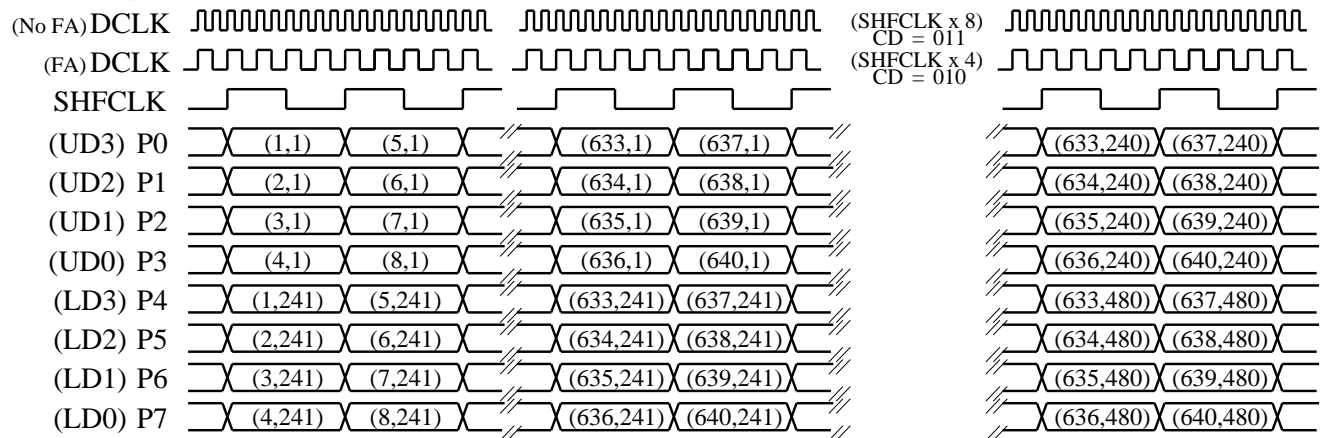 (No FA) DCLK (SHFCLK x 8)
CD = 011
(FA) DCLK (SHFCLK x 4)
CD = 010
SHFCLK
(UD3) P0 (1,1) (5,1) (633,1) (637,1) (633,240) (637,240)
(UD2) P1 (2,1) (6,1) (634,1) (638,1) (634,240) (638,240)
(UD1) P2 (3,1) (7,1) (635,1) (639,1) (635,240) (639,240)
(UD0) P3 (4,1) (8,1) (636,1) (640,1) (636,240) (640,240)
(LD3) P4 (1,241) (5,241) (633,241) (637,241) (633,480) (637,480)
(LD2) P5 (2,241) (6,241) (634,241) (638,241) (634,480) (638,480)
(LD1) P6 (3,241) (7,241) (635,241) (639,241) (635,480) (639,480)
(LD0) P7 (4,241) (8,241) (636,241) (640,241) (636,480) (640,480)